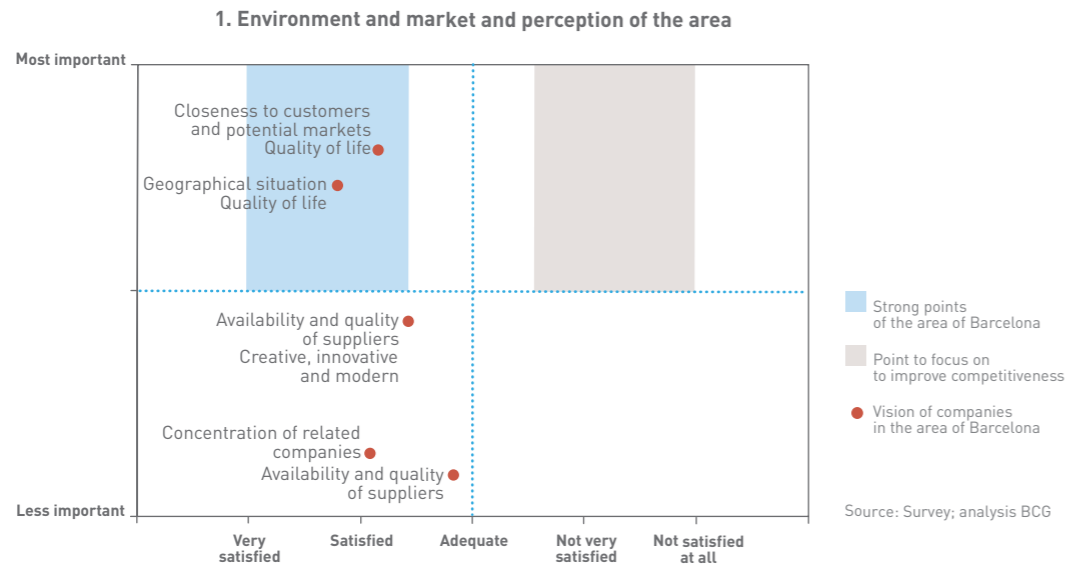 1. Environment and market and perception of the area
Most important
Closeness to customers
and potential markets
Quality of life
Geographical situation
Quality of life
Availability and quality
of suppliers
Creative, innovative
and modern
Concentration of related
companies
Availability and quality
of suppliers
Less important
Very
satisfied
Satisfied
Adequate
Not very
satisfied
Not satisfied
at all
Strong points
of the area of Barcelona
Point to focus on
to improve competitiveness
Vision of companies
in the area of Barcelona
Source: Survey; analysis BCG